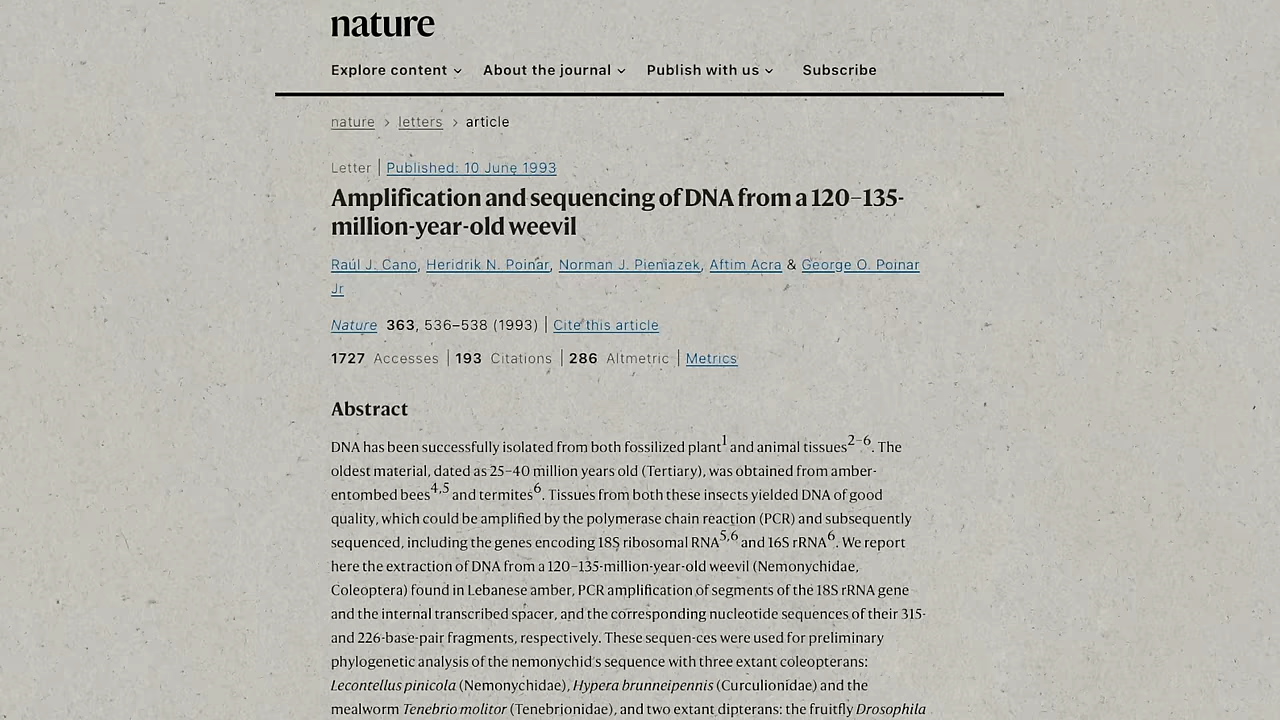 nature
Explore content About the journal Publish with us Subscribe
nature > letters > article
Letter | Published: 10 June 1993
Amplification and sequencing of DNA from a 120–135-
million-year-old weevil
Raúl J. Cano, Heridrik N. Poinar, Norman J. Pieniazek, Aftim Acra & George O. Poinar
Jr
Nature 363, 536–538 (1993) | Cite this article
1727 Accesses | 193 Citations | 286 Altmetric | Metrics
Abstract
DNA has been successfully isolated from both fossilized plant1 and animal tissues2–6. The
oldest material, dated as 25–40 million years old (Tertiary), was obtained from amber-
entombed bees4,5 and termites6. Tissues from both these insects yielded DNA of good
quality, which could be amplified by the polymerase chain reaction (PCR) and subsequently
sequenced, including the genes encoding 18S ribosomal RNA5,6 and 16S rRNA6. We report
here the extraction of DNA from a 120–135-million-year-old weevil (Nemonychidae,
Coleoptera) found in Lebanese amber, PCR amplification of segments of the 18S rRNA gene
and the internal transcribed spacer, and the corresponding nucleotide sequences of their 315-
and 226-base-pair fragments, respectively. These sequen-ces were used for preliminary
phylogenetic analysis of the nemonychid's sequence with three extant coleopterans:
Lecontellus pinicola (Nemonychidae), Hypera brunneipennis (Curculionidae) and the
mealworm Tenebrio molitor (Tenebrionidae), and two extant dipterans: the fruitfly Drosophila